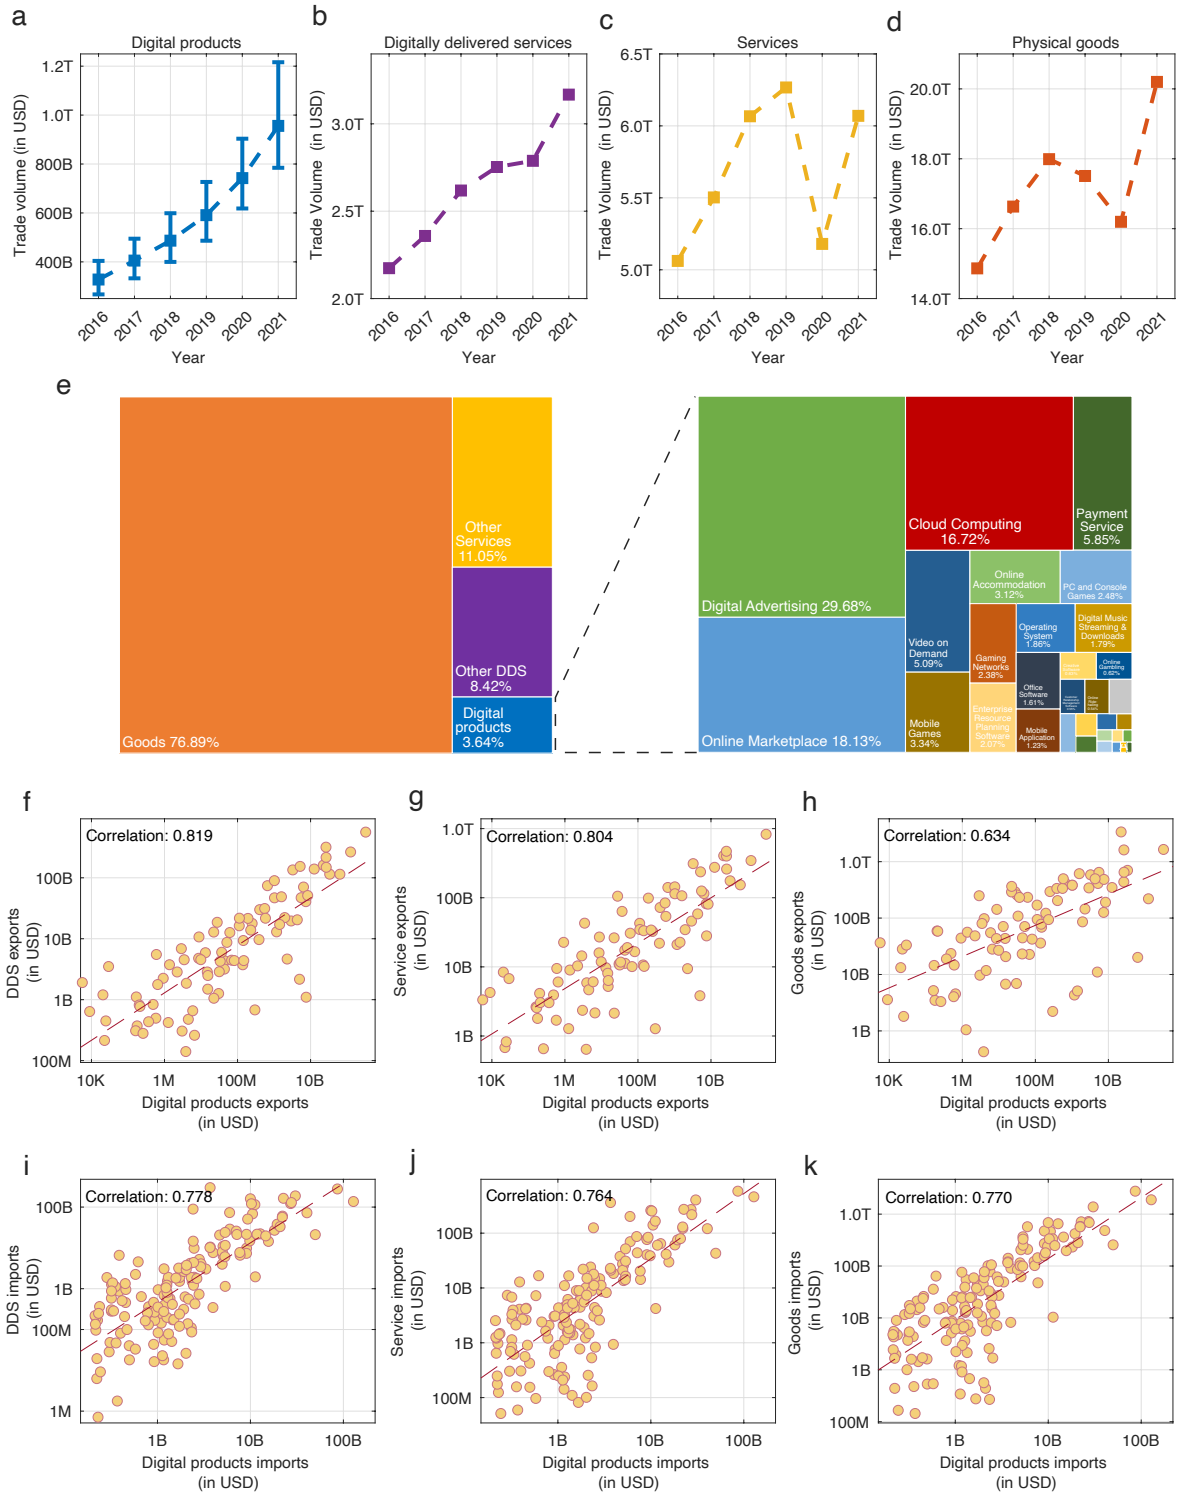 a
Digital products
1.2T
1.0T
800B
600B
400B
Trade Volume (in USD)
2016
2017
2018
2019
2020
2021
Year
b
Digitally delivered services
3.0T
2.5T
2.0T
Trade Volume (in USD)
2016
2017
2018
2019
2020
2021
Year
c
Services
6.5T
6.0T
5.5T
5.0T
Trade Volume (in USD)
2016
2017
2018
2019
2020
2021
Year
d
Physical goods
20.0T
18.0T
16.0T
14.0T
Trade Volume (in USD)
2016
2017
2018
2019
2020
2021
Year
e
Goods 76.89%
Other
Services
11.05%
Other DDS
8.42%
Digital
products
3.64%
Digital Advertising 29.68%
Online Marketplace 18.13%
Cloud Computing
16.72%
Payment
Service
5.85%
Video on
Demand
5.09%
Mobile
Games
3.34%
Online
Accommodation
3.12%
PC and Console
Games 2.48%
Gaming
Networks
2.38%
Enterprise
Resource
Planning
Software
2.07%
Operating
System
1.86%
Digital Music
Streaming &
Downloads
1.79%
Office
Software
1.61%
Mobile
Application
1.23%
Online
Gambling
0.62%
f
Correlation: 0.819
100B
10B
1B
100M
DDS exports
(in USD)
10K
1M
100M
10B
Digital products exports
(in USD)
g
Correlation: 0.804
1.0T
100B
10B
1B
Service exports
(in USD)
10K
1M
100M
10B
Digital products exports
(in USD)
h
Correlation: 0.634
1.0T
100B
10B
1B
Goods exports
(in USD)
10K
1M
100M
10B
Digital products exports
(in USD)
i
Correlation: 0.778
100B
1B
100M
1M
DDS imports
(in USD)
1B
10B
100B
Digital products imports
(in USD)
j
Correlation: 0.764
100B
10B
1B
100M
Service imports
(in USD)
1B
10B
100B
Digital products imports
(in USD)
k
Correlation: 0.770
1.0T
100B
10B
1B
100M
Goods imports
(in USD)
1B
10B
100B
Digital products imports
(in USD)